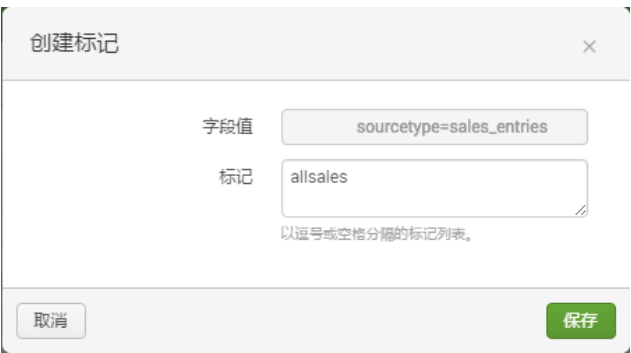 创建标记
×
字段值 sourcetype=sales_entries
标记 allsales
以逗号或空格分隔的标记列表。
取消 保存